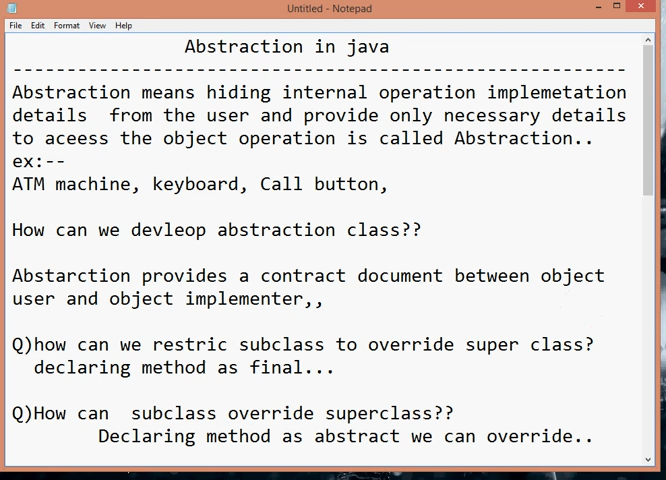 Untitled - Notepad
File Edit Format View Help
Abstraction in java
---------------------------------------------------------
Abstraction means hiding internal operation implemetation
details  from the user and provide only necessary details
to aceess the object operation is called Abstraction..
ex:--
ATM machine, keyboard, Call button,
How can we devleop abstraction class??
Abstarction provides a contract document between object
user and object implementer,,
Q)how can we restric subclass to override super class?
declaring method as final...
Q)How can  subclass override superclass??
Declaring method as abstract we can override..